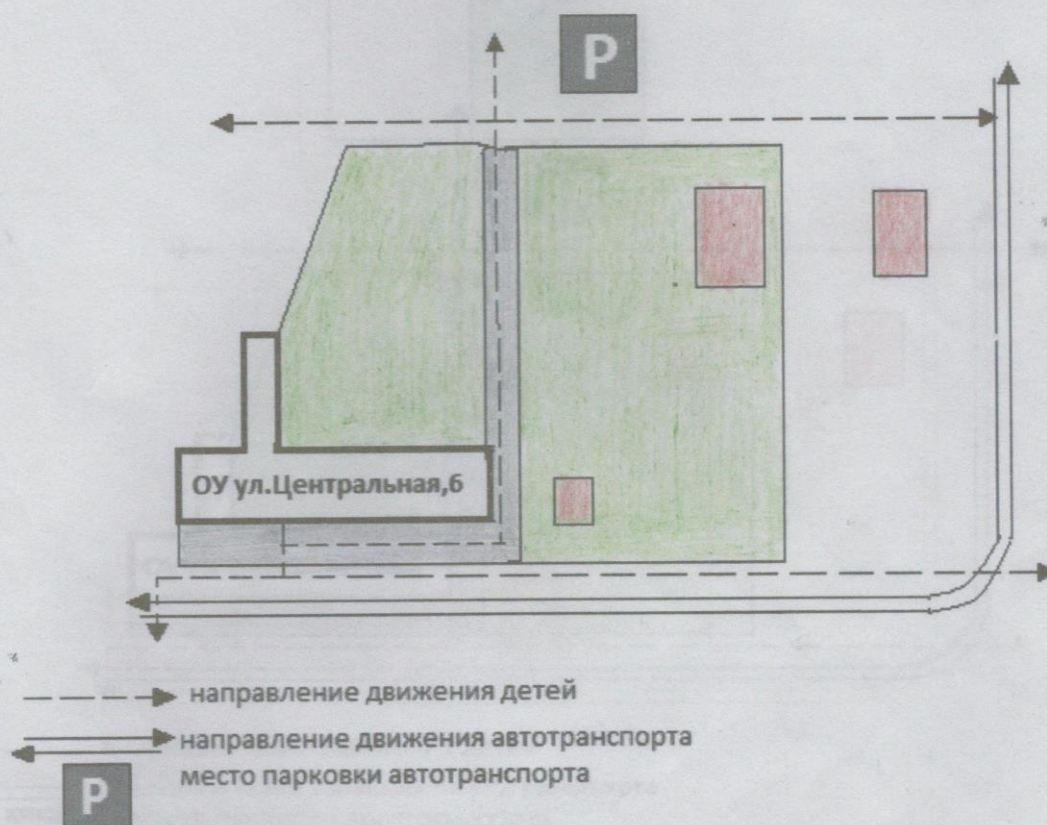 P
ОУ ул.Центральная,6
направление движения детей
направление движения автотранспорта
место парковки автотранспорта
P